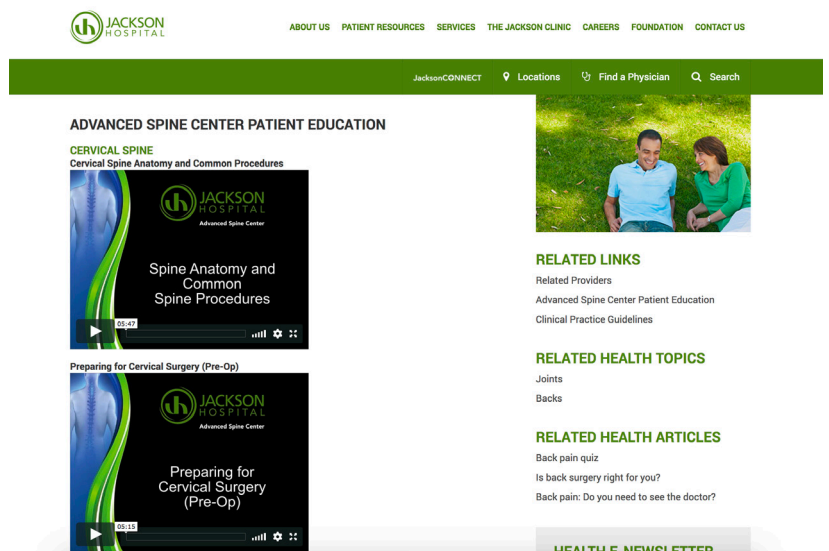 JACKSON
HOSPITAL
ABOUT US PATIENT RESOURCES SERVICES THE JACKSON CLINIC CAREERS FOUNDATION CONTACT US
JacksonCONNECT Locations Find a Physician Search
ADVANCED SPINE CENTER PATIENT EDUCATION
CERVICAL SPINE
Cervical Spine Anatomy and Common Procedures
JACKSON
HOSPITAL
Advanced Spine Center
Spine Anatomy and
Common
Spine Procedures
05:47
Preparing for Cervical Surgery (Pre-Op)
JACKSON
HOSPITAL
Advanced Spine Center
Preparing for
Cervical Surgery
(Pre-Op)
05:15
RELATED LINKS
Related Providers
Advanced Spine Center Patient Education
Clinical Practice Guidelines
RELATED HEALTH TOPICS
Joints
Backs
RELATED HEALTH ARTICLES
Back pain quiz
Is back surgery right for you?
Back pain: Do you need to see the doctor?
HEALTH E-NEWSLETTER